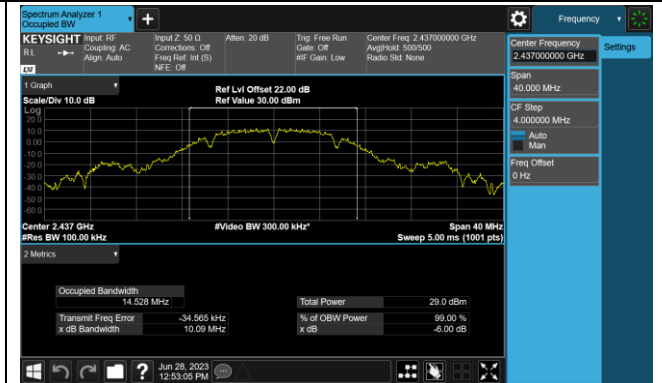 Spectrum Analyzer 1
Occupied BW
Frequency
KEYSIGHT
R L
LXI
Input: RF
Coupling: AC
Align: Auto
Input Z: 50 Ω
Corrections: Off
Freq Ref: Int (S)
NFE: Off
Atten: 20 dB
Trig: Free Run
Gate: Off
#IF Gain: Low
Center Freq: 2.437000000 GHz
Avg|Hold: 500/500
Radio Std: None
Center Frequency
2.437000000 GHz
Settings
Span
40.000 MHz
CF Step
4.000000 MHz
Auto
Man
Freq Offset
0 Hz
1 Graph
Scale/Div 10.0 dB
Ref Lvl Offset 22.00 dB
Ref Value 30.00 dBm
Log
20.0
10.0
0.00
-10.0
-20.0
-30.0
-40.0
-50.0
-60.0
Center 2.437 GHz
#Video BW 300.00 kHz*
Span 40 MHz
#Res BW 100.00 kHz
Sweep 5.00 ms (1001 pts)
2 Metrics
Occupied Bandwidth
14.528 MHz
Total Power 29.0 dBm
Transmit Freq Error -34.565 kHz
% of OBW Power 99.00 %
x dB Bandwidth 10.09 MHz
x dB -6.00 dB
?
Jun 28, 2023
12:53:05 PM